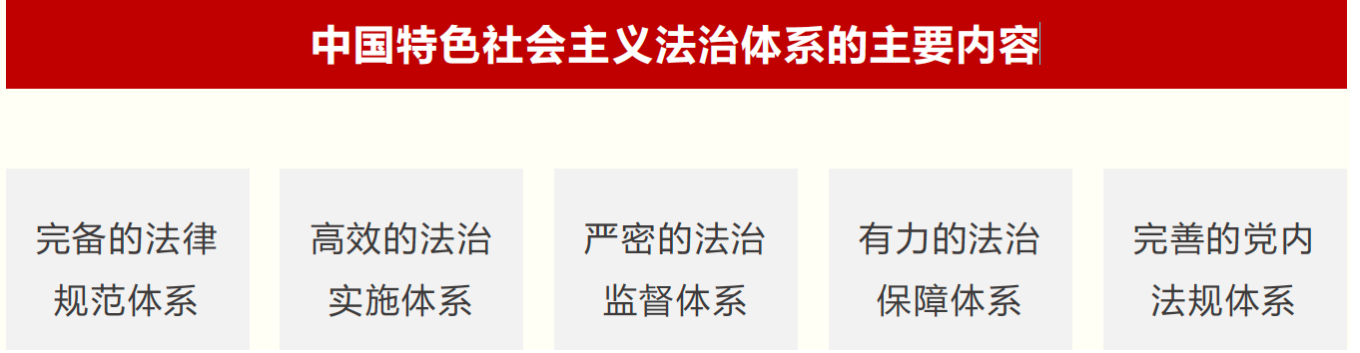 中国特色社会主义法治体系的主要内容
完备的法律
规范体系
高效的法治
实施体系
严密的法治
监督体系
有力的法治
保障体系
完善的党内
法规体系